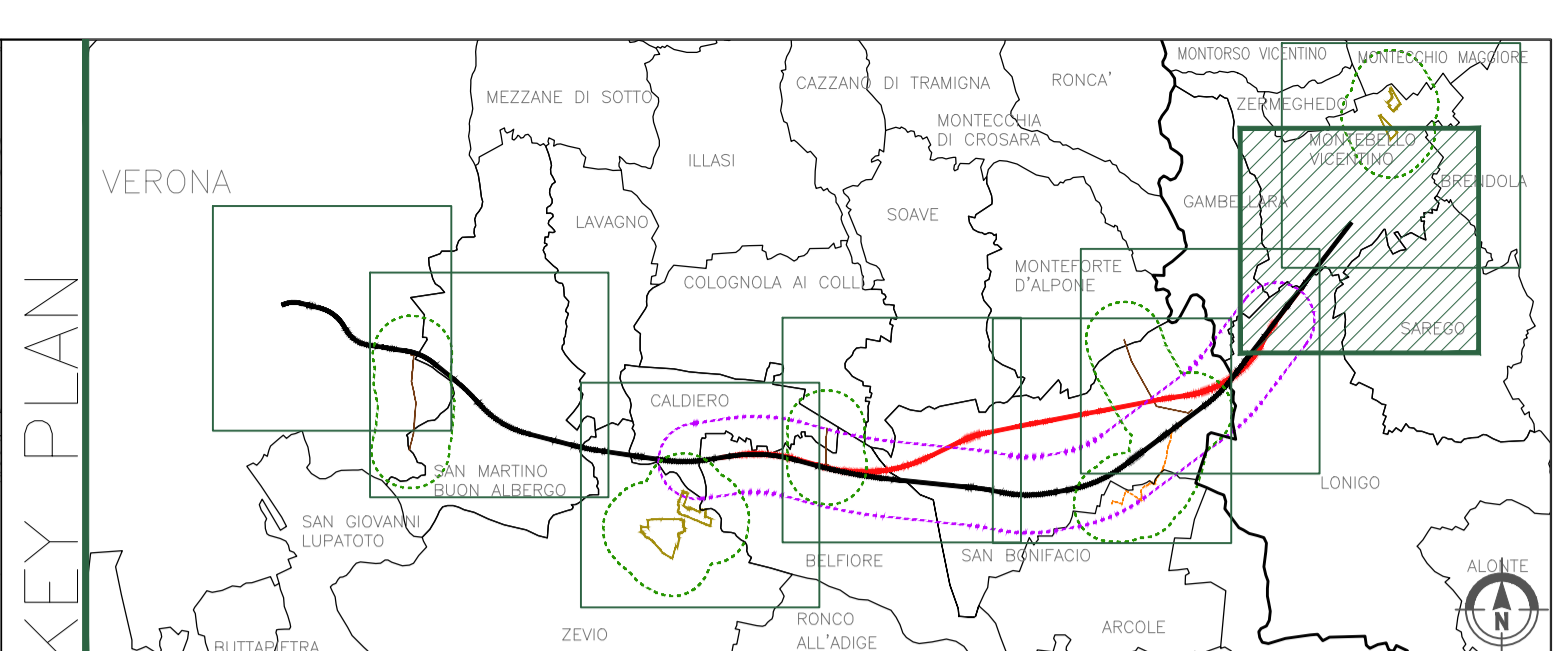 KEY PLAN
MONTORSO VICENTINO
MONTECCHIO MAGGIORE
MEZZANE DI SOTTO
CAZZANO DI TRAMIGNA
RONCA'
ZERMEGHEDO
MONTECCHIA
DI CROSARA
MONTEBELLO
VICENTINO
ILLASI
VERONA
BRENDOLA
GAMBELLARA
LAVAGNO
SOAVE
MONTEFORTE
D'ALPONE
COLOGNOLA AI COLLI
SAREGO
CALDIERO
SAN MARTINO
BUON ALBERGO
LONIGO
SAN GIOVANNI
LUPATOTO
BELFIORE
SAN BONIFACIO
ALONTE
RONCO
ALL'ADIGE
ZEVIO
ARCOLE
BUTTAPIETRA
N